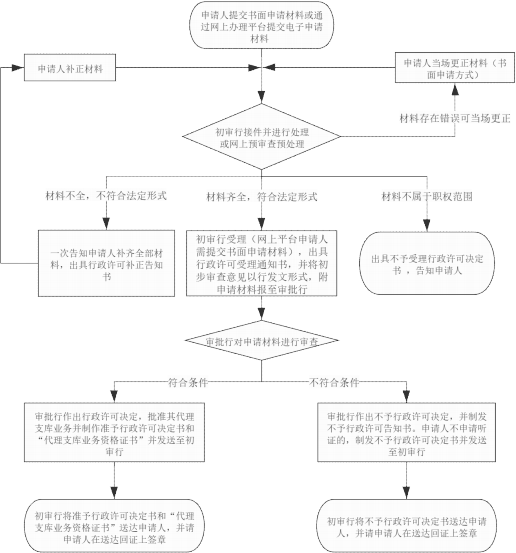 申请人提交书面申请材料或通
过网上办理平台提交电子申请
材料
申请人补正材料
申请人当场更正材料（书
面申请方式）
材料存在错误可当场更正
初审行接件并进行处理
或网上预审查预处理
材料不全，不符合法定形式
材料齐全，符合法定形式
材料不属于职权范围
一次告知申请人补齐全部材
料，出具行政许可补正告知
书
初审行受理（网上平台申请人
需提交书面申请材料），出具
行政许可受理通知书，并将初
步审查意见以行发文形式，附
申请材料报至审批行
出具不予受理行政许可决定
书，告知申请人
审批行对申请材料进行审查
符合条件
不符合条件
审批行作出行政许可决定，批准其代理
支库业务并制作准予行政许可决定书和
“代理支库业务资格证书”并发送至初
审行
审批行作出不予行政许可决定，并制发
不予行政许可告知书。申请人不申请听
证的，制发不予行政许可决定书并发送
至初审行
初审行将准予行政许可决定书和“代理
支库业务资格证书”送达申请人，并请
申请人在送达回证上签章
初审行将不予行政许可决定书送达申请
人，并请申请人在送达回证上签章